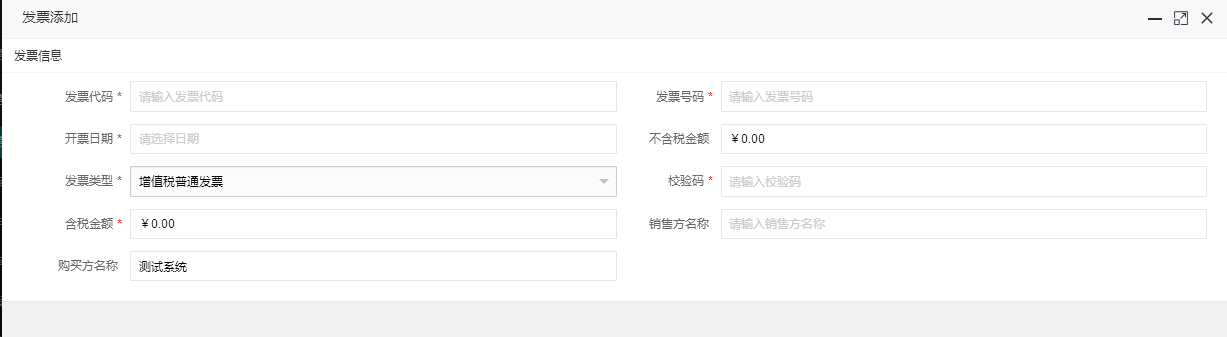 发票添加
发票信息
发票代码 * 请输入发票代码 发票号码 * 请输入发票号码
开票日期 * 请选择日期 不含税金额 ￥0.00
发票类型 * 增值税普通发票 校验码 * 请输入校验码
含税金额 * ￥0.00 销售方名称 请输入销售方名称
购买方名称 测试系统